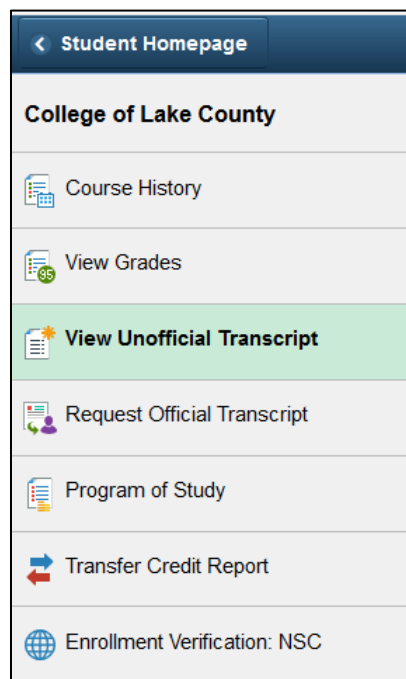 Student Homepage
College of Lake County
Course History
95
View Grades
View Unofficial Transcript
Request Official Transcript
Program of Study
Transfer Credit Report
Enrollment Verification: NSC